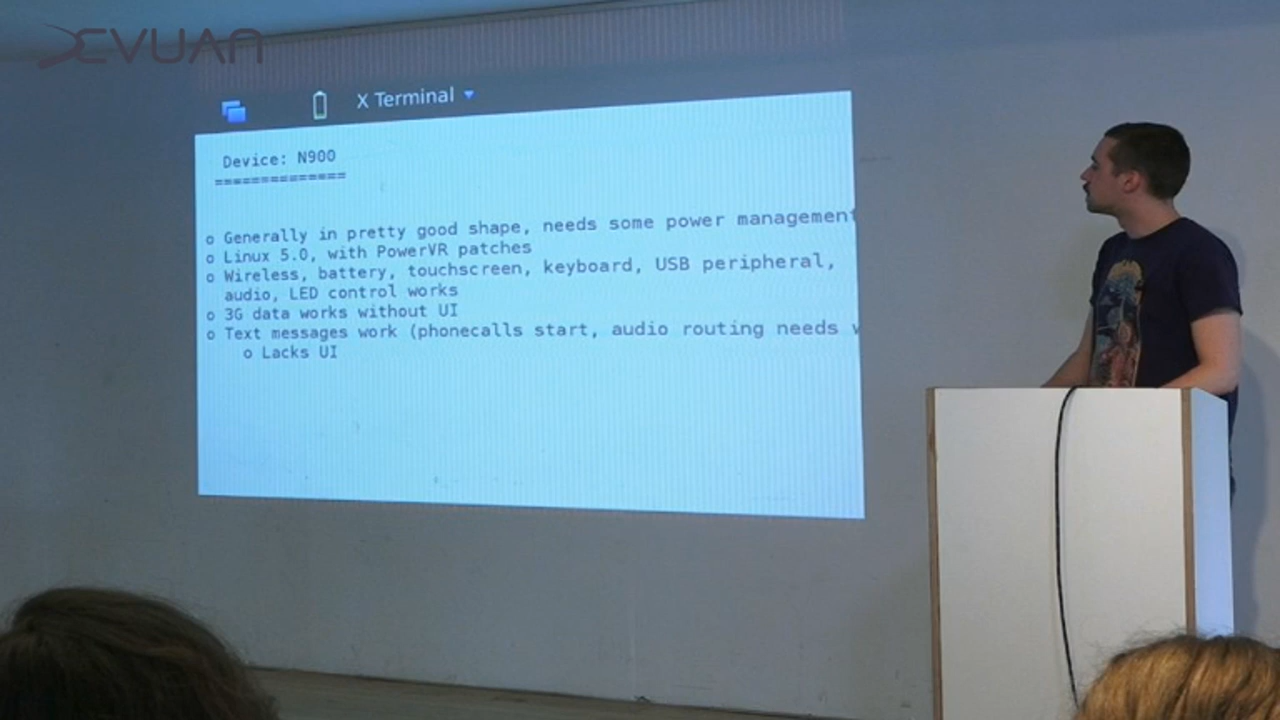 DEVUAN
X Terminal
Device: N900
==============
o Generally in pretty good shape, needs some power management
o Linux 5.0, with PowerVR patches
o Wireless, battery, touchscreen, keyboard, USB peripheral,
audio, LED control works
o 3G data works without UI
o Text messages work (phonecalls start, audio routing needs
o Lacks UI